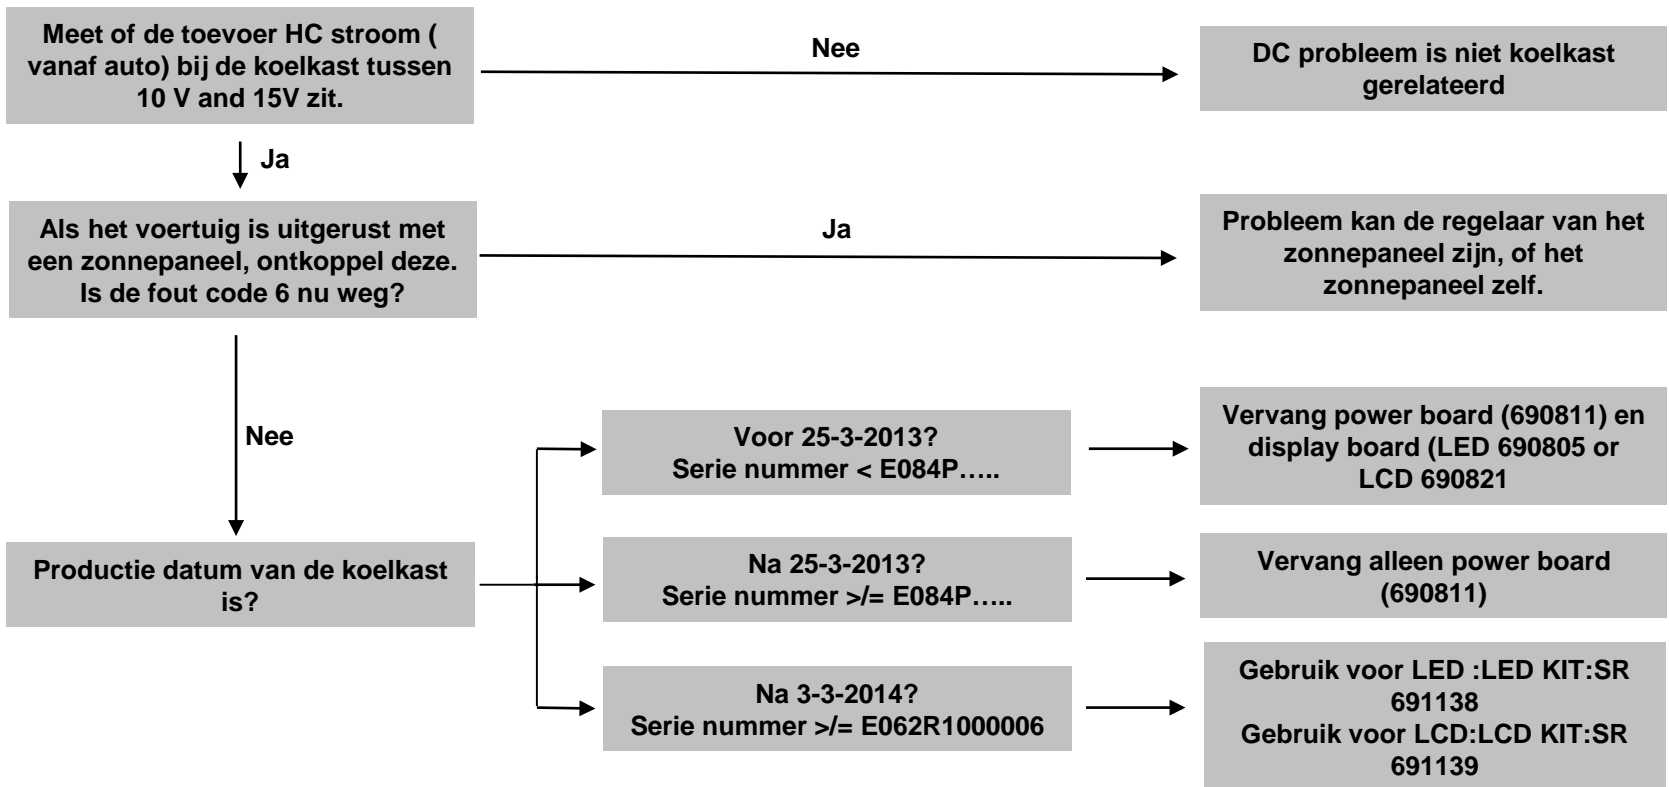 Meet of de toevoer HC stroom (
vanaf auto) bij de koelkast tussen
10 V and 15V zit.
Nee
DC probleem is niet koelkast
gerelateerd
Ja
Als het voertuig is uitgerust met
een zonnepaneel, ontkoppel deze.
Is de fout code 6 nu weg?
Ja
Probleem kan de regelaar van het
zonnepaneel zijn, of het
zonnepaneel zelf.
Nee
Productie datum van de koelkast
is?
Voor 25-3-2013?
Serie nummer < E084P…..
Vervang power board (690811) en
display board (LED 690805 or
LCD 690821
Na 25-3-2013?
Serie nummer >/= E084P…..
Vervang alleen power board
(690811)
Na 3-3-2014?
Serie nummer >/= E062R1000006
Gebruik voor LED :LED KIT:SR
691138
Gebruik voor LCD:LCD KIT:SR
691139